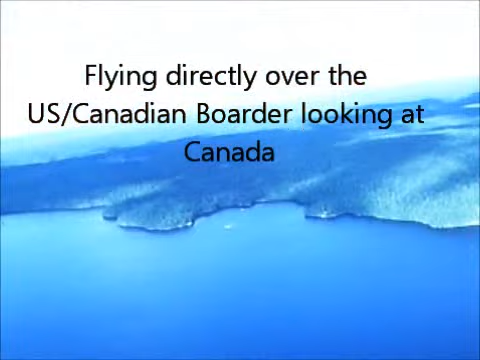 Flying directly over the
US/Canadian Boarder looking at
Canada